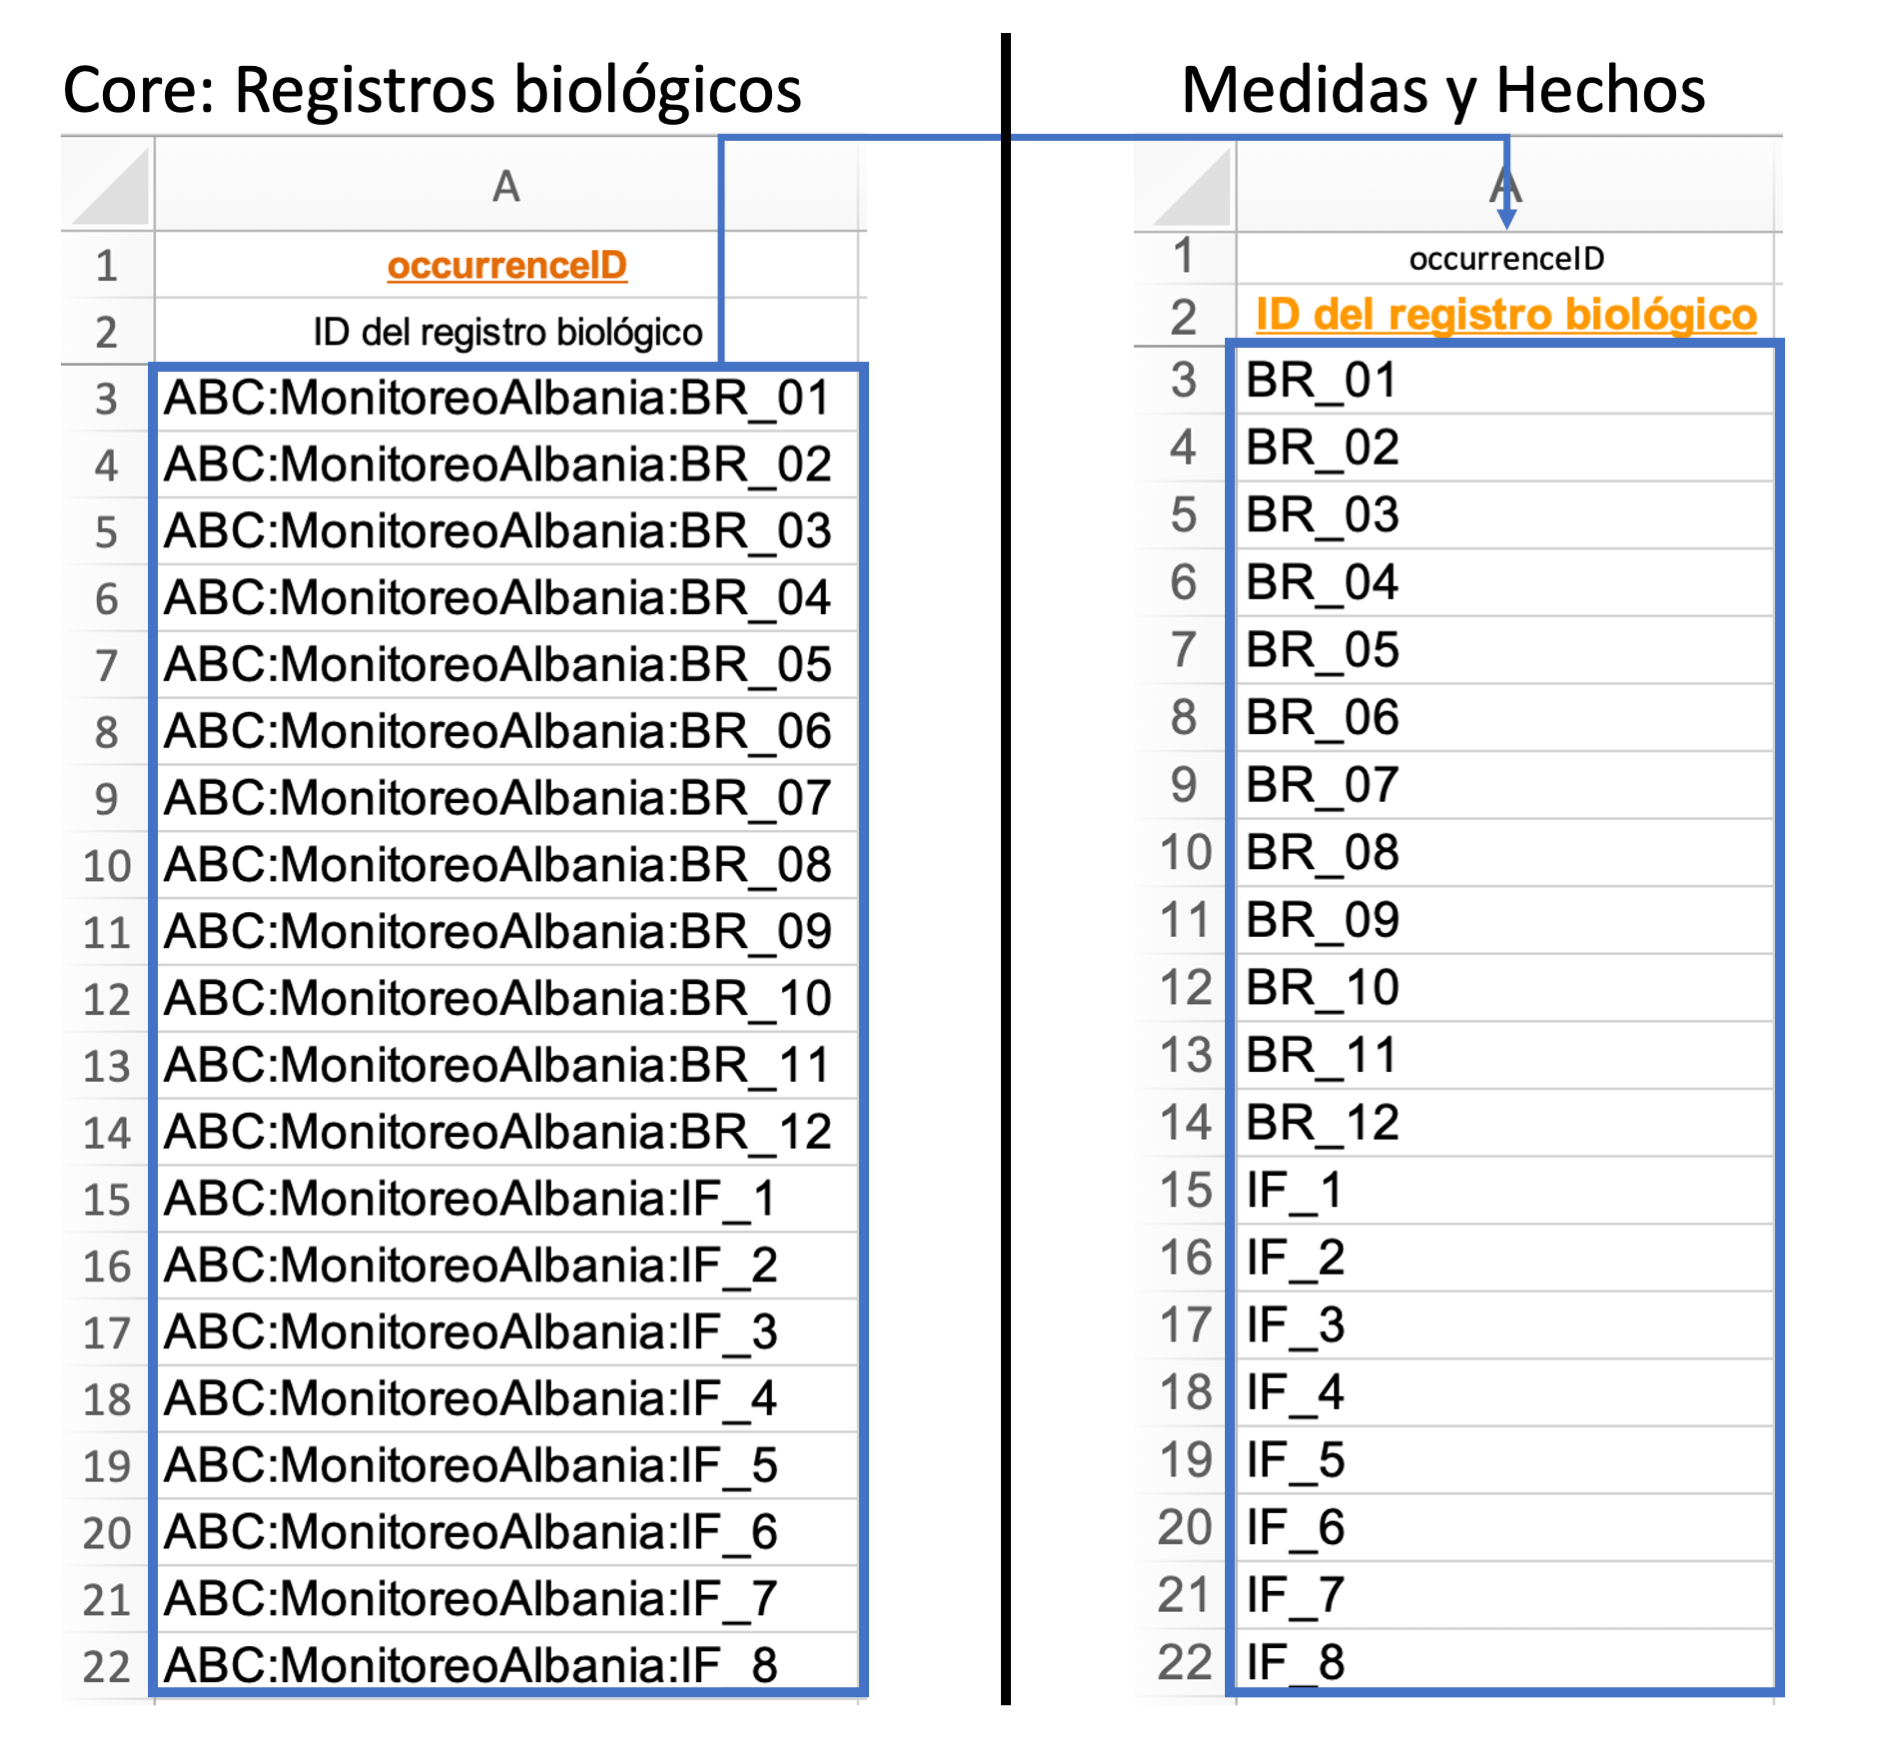 Core: Registros biológicos
A
1 occurrenceID
2 ID del registro biológico
3 ABC:MonitoreoAlbania:BR_01
4 ABC:MonitoreoAlbania:BR_02
5 ABC:MonitoreoAlbania:BR_03
6 ABC:MonitoreoAlbania:BR_04
7 ABC:MonitoreoAlbania:BR_05
8 ABC:MonitoreoAlbania:BR_06
9 ABC:MonitoreoAlbania:BR_07
10 ABC:MonitoreoAlbania:BR_08
11 ABC:MonitoreoAlbania:BR_09
12 ABC:MonitoreoAlbania:BR_10
13 ABC:MonitoreoAlbania:BR_11
14 ABC:MonitoreoAlbania:BR_12
15 ABC:MonitoreoAlbania:IF_1
16 ABC:MonitoreoAlbania:IF_2
17 ABC:MonitoreoAlbania:IF_3
18 ABC:MonitoreoAlbania:IF_4
19 ABC:MonitoreoAlbania:IF_5
20 ABC:MonitoreoAlbania:IF_6
21 ABC:MonitoreoAlbania:IF_7
22 ABC:MonitoreoAlbania:IF_8
Medidas y Hechos
A
1 occurrenceID
2 ID del registro biológico
3 BR_01
4 BR_02
5 BR_03
6 BR_04
7 BR_05
8 BR_06
9 BR_07
10 BR_08
11 BR_09
12 BR_10
13 BR_11
14 BR_12
15 IF_1
16 IF_2
17 IF_3
18 IF_4
19 IF_5
20 IF_6
21 IF_7
22 IF_8